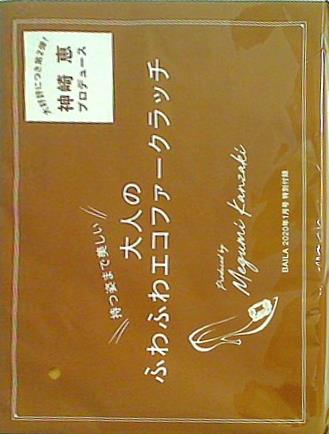 大好評につき第2弾!
神崎 恵
プロデュース
持つ姿まで美しい
大人の
ふわふわエコファークラッチ
Produced by
Megumi Kanzaki
BAILA 2020年1月号 特別付録